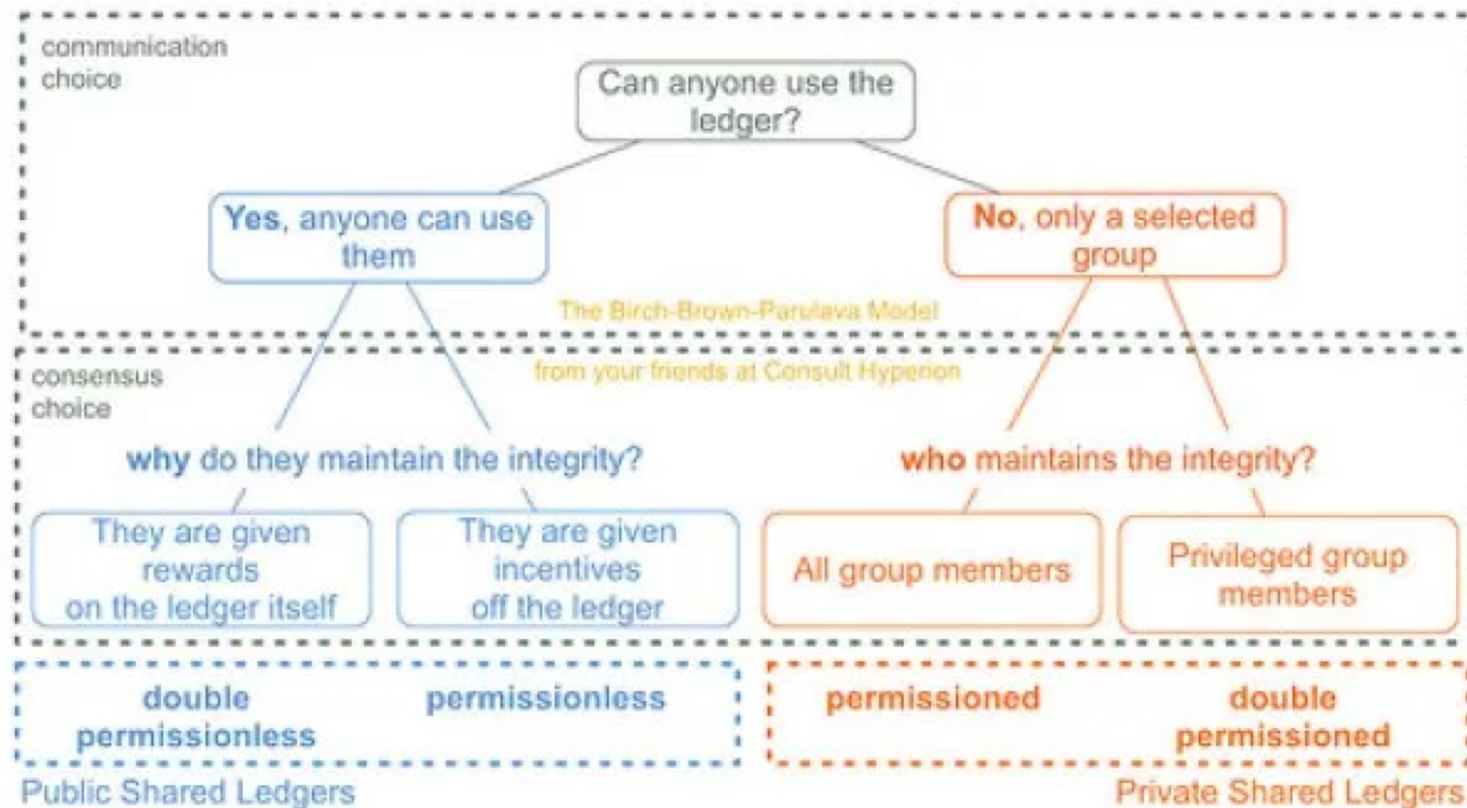 communication
choice
Can anyone use the
ledger?
Yes, anyone can use
them
No, only a selected
group
The Birch-Brown-Parulava Model
from your friends at Consult Hyperion
consensus
choice
why do they maintain the integrity?
who maintains the integrity?
They are given
rewards
on the ledger itself
They are given
incentives
off the ledger
All group members
Privileged group
members
double
permissionless
permissionless
permissioned
double
permissioned
Public Shared Ledgers
Private Shared Ledgers